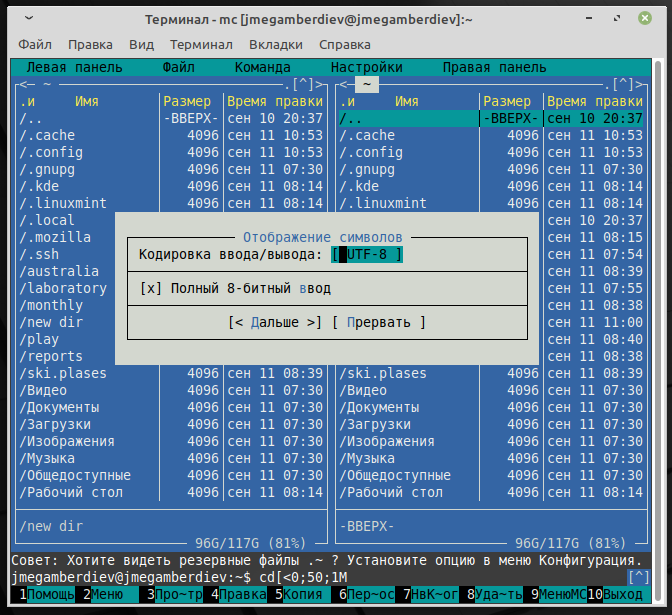 Терминал - mc [jmegamberdiev@jmegamberdiev]:~
Файл Правка Вид Терминал Вкладки Справка
Левая панель Файл Команда Настройки Правая панель
<— ~ .[^]> <— ~ .[^]>
.и Имя Размер Время правки .и Имя Размер Время правки
/.. -ВВЕРХ- сен 10 20:37 /.. -ВВЕРХ- сен 10 20:37
/.cache 4096 сен 11 10:53 /.cache 4096 сен 11 10:53
/.config 4096 сен 11 10:53 /.config 4096 сен 11 10:53
/.gnupg 4096 сен 11 07:30 /.gnupg 4096 сен 11 07:30
/.kde 4096 сен 11 08:14 /.kde 4096 сен 11 08:14
/.linuxmint 4096 сен 11 08:14 /.linuxmint 4096 сен 11 08:14
/.local сен 10 20:37
/.mozilla Отображение символов сен 11 08:15
/.ssh Кодировка ввода/вывода: [ UTF-8 ] сен 11 07:54
/australia сен 11 08:39
/laboratory [x] Полный 8-битный ввод сен 11 07:55
/monthly сен 11 08:38
/new dir [< Дальше >] [ Прервать ] сен 11 11:00
/play сен 11 08:40
/reports сен 11 08:38
/ski.plases 4096 сен 11 08:39 /ski.plases 4096 сен 11 08:39
/Видео 4096 сен 11 07:30 /Видео 4096 сен 11 07:30
/Документы 4096 сен 11 07:30 /Документы 4096 сен 11 07:30
/Загрузки 4096 сен 11 07:30 /Загрузки 4096 сен 11 07:30
/Изображения 4096 сен 11 07:30 /Изображения 4096 сен 11 07:30
/Музыка 4096 сен 11 07:30 /Музыка 4096 сен 11 07:30
/Общедоступные 4096 сен 11 07:30 /Общедоступные 4096 сен 11 07:30
/Рабочий стол 4096 сен 11 08:14 /Рабочий стол 4096 сен 11 08:14
/new dir -ВВЕРХ-
96G/117G (81%) 96G/117G (81%)
Совет: Хотите видеть резервные файлы .~ ? Установите опцию в меню Конфигурация.
jmegamberdiev@jmegamberdiev:~$ cd[<0;50;1M [^]
1Помощь 2Меню 3Про~тр 4Правка 5Копия 6Пер~ос 7НвК~ог 8Уда~ть 9МенюМС 10Выход